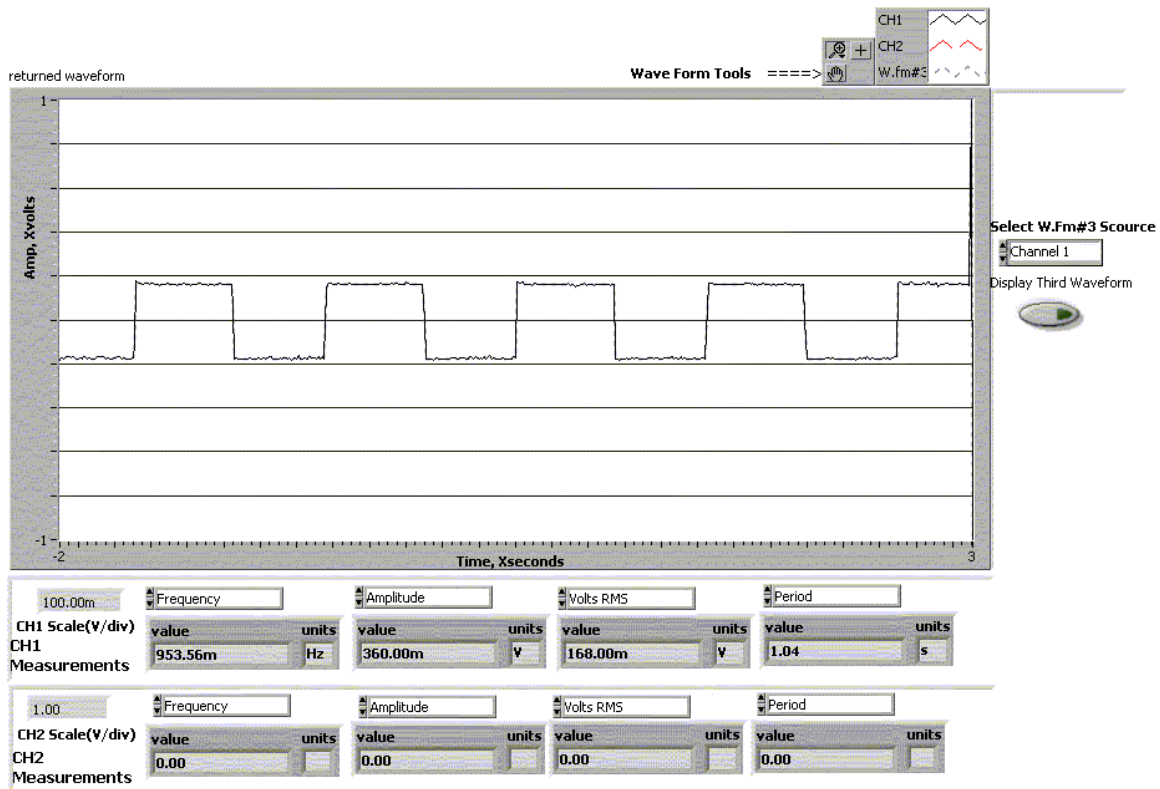 CH1
CH2
W.fm#3
returned waveform
Wave Form Tools ====>
1
Amp, Xvolts
-1
-2
3
Time, Xseconds
Select W.Fm#3 Scource
Channel 1
Display Third Waveform
100.00m
CH1 Scale(V/div)
CH1
Measurements
Frequency
value units
953.56m Hz
Amplitude
value units
360.00m V
Volts RMS
value units
168.00m V
Period
value units
1.04 s
1.00
CH2 Scale(V/div)
CH2
Measurements
Frequency
value units
0.00
Amplitude
value units
0.00
Volts RMS
value units
0.00
Period
value units
0.00